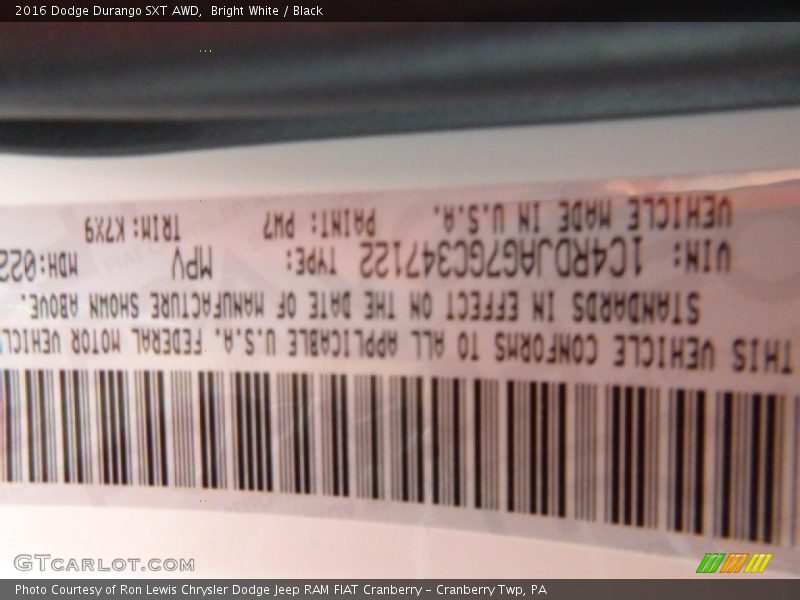 2016 Dodge Durango SXT AWD, Bright White / Black
THIS VEHICLE CONFORMS TO ALL APPLICABLE U.S.A. FEDERAL MOTOR VEHICL
STANDARDS IN EFFECT ON THE DATE OF MANUFACTURE SHOWN ABOVE.
VIN: 1C4RDJAG7GC347122 TYPE: MPV MDH: 022
VEHICLE MADE IN U.S.A. PAINT: PW7 TRIM: K7X9
GTCARLOT.COM
Photo Courtesy of Ron Lewis Chrysler Dodge Jeep RAM FIAT Cranberry – Cranberry Twp, PA